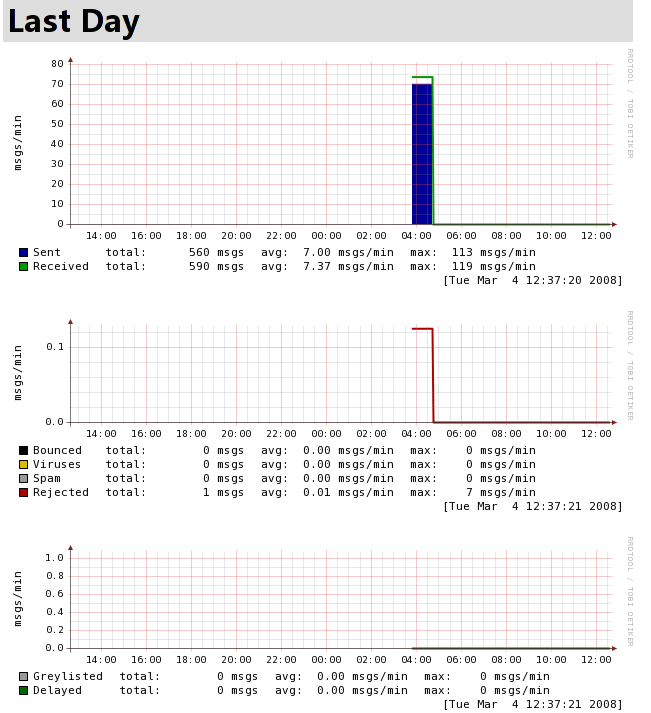 Last Day
RRDTOOL / TOBI OETIKER
msgs/min
80
70
60
50
40
30
20
10
0
14:00 16:00 18:00 20:00 22:00 00:00 02:00 04:00 06:00 08:00 10:00 12:00
Sent total: 560 msgs avg: 7.00 msgs/min max: 113 msgs/min
Received total: 590 msgs avg: 7.37 msgs/min max: 119 msgs/min
[Tue Mar 4 12:37:20 2008]
RRDTOOL / TOBI OETIKER
msgs/min
0.1
0.0
14:00 16:00 18:00 20:00 22:00 00:00 02:00 04:00 06:00 08:00 10:00 12:00
Bounced total: 0 msgs avg: 0.00 msgs/min max: 0 msgs/min
Viruses total: 0 msgs avg: 0.00 msgs/min max: 0 msgs/min
Spam total: 0 msgs avg: 0.00 msgs/min max: 0 msgs/min
Rejected total: 1 msgs avg: 0.01 msgs/min max: 7 msgs/min
[Tue Mar 4 12:37:21 2008]
RRDTOOL / TOBI OETIKER
msgs/min
1.0
0.8
0.6
0.4
0.2
0.0
14:00 16:00 18:00 20:00 22:00 00:00 02:00 04:00 06:00 08:00 10:00 12:00
Greylisted total: 0 msgs avg: 0.00 msgs/min max: 0 msgs/min
Delayed total: 0 msgs avg: 0.00 msgs/min max: 0 msgs/min
[Tue Mar 4 12:37:21 2008]